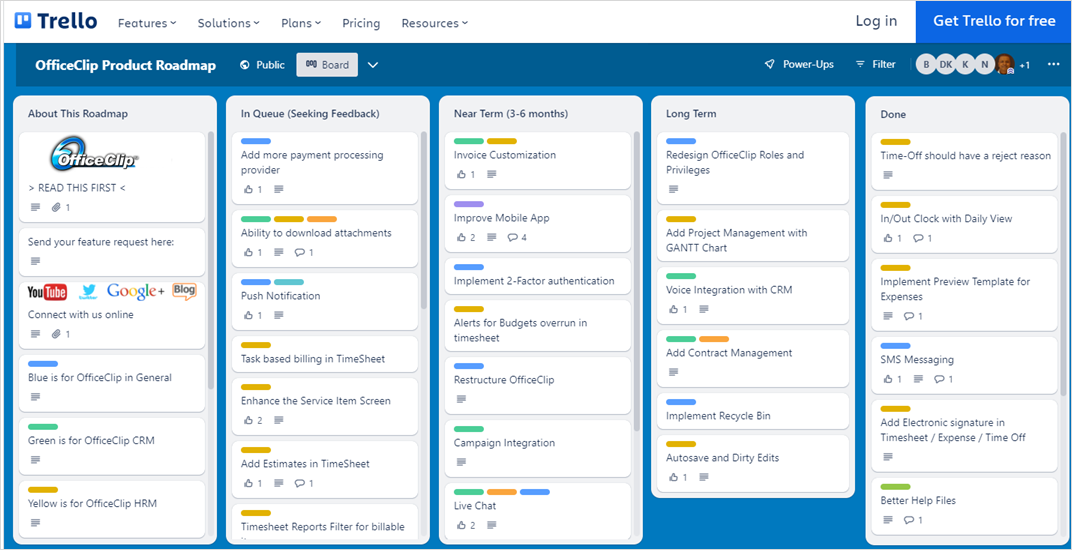 Trello
Features
Solutions
Plans
Pricing
Resources
Log in
Get Trello for free
OfficeClip Product Roadmap
Public
Board
Power-Ups
Filter
B
DK
K
N
+1
About This Roadmap
OfficeClip
> READ THIS FIRST <
1
Send your feature request here:
YouTube
twitter
Google+
Blog
Connect with us online
1
Blue is for OfficeClip in General
Green is for OfficeClip CRM
Yellow is for OfficeClip HRM
In Queue (Seeking Feedback)
Add more payment processing
provider
1
Ability to download attachments
1 1
Push Notification
1
Task based billing in TimeSheet
Enhance the Service Item Screen
2
Add Estimates in TimeSheet
1 1
Timesheet Reports Filter for billable
Near Term (3-6 months)
Invoice Customization
1
Improve Mobile App
2 4
Implement 2-Factor authentication
Alerts for Budgets overrun in
timesheet
Restructure OfficeClip
Campaign Integration
Live Chat
2
Long Term
Redesign OfficeClip Roles and
Privileges
Add Project Management with
GANTT Chart
Voice Integration with CRM
1
Add Contract Management
Implement Recycle Bin
Autosave and Dirty Edits
1
Done
Time-Off should have a reject reason
In/Out Clock with Daily View
1 1
Implement Preview Template for
Expenses
1
SMS Messaging
1 1
Add Electronic signature in
Timesheet / Expense / Time Off
Better Help Files
1